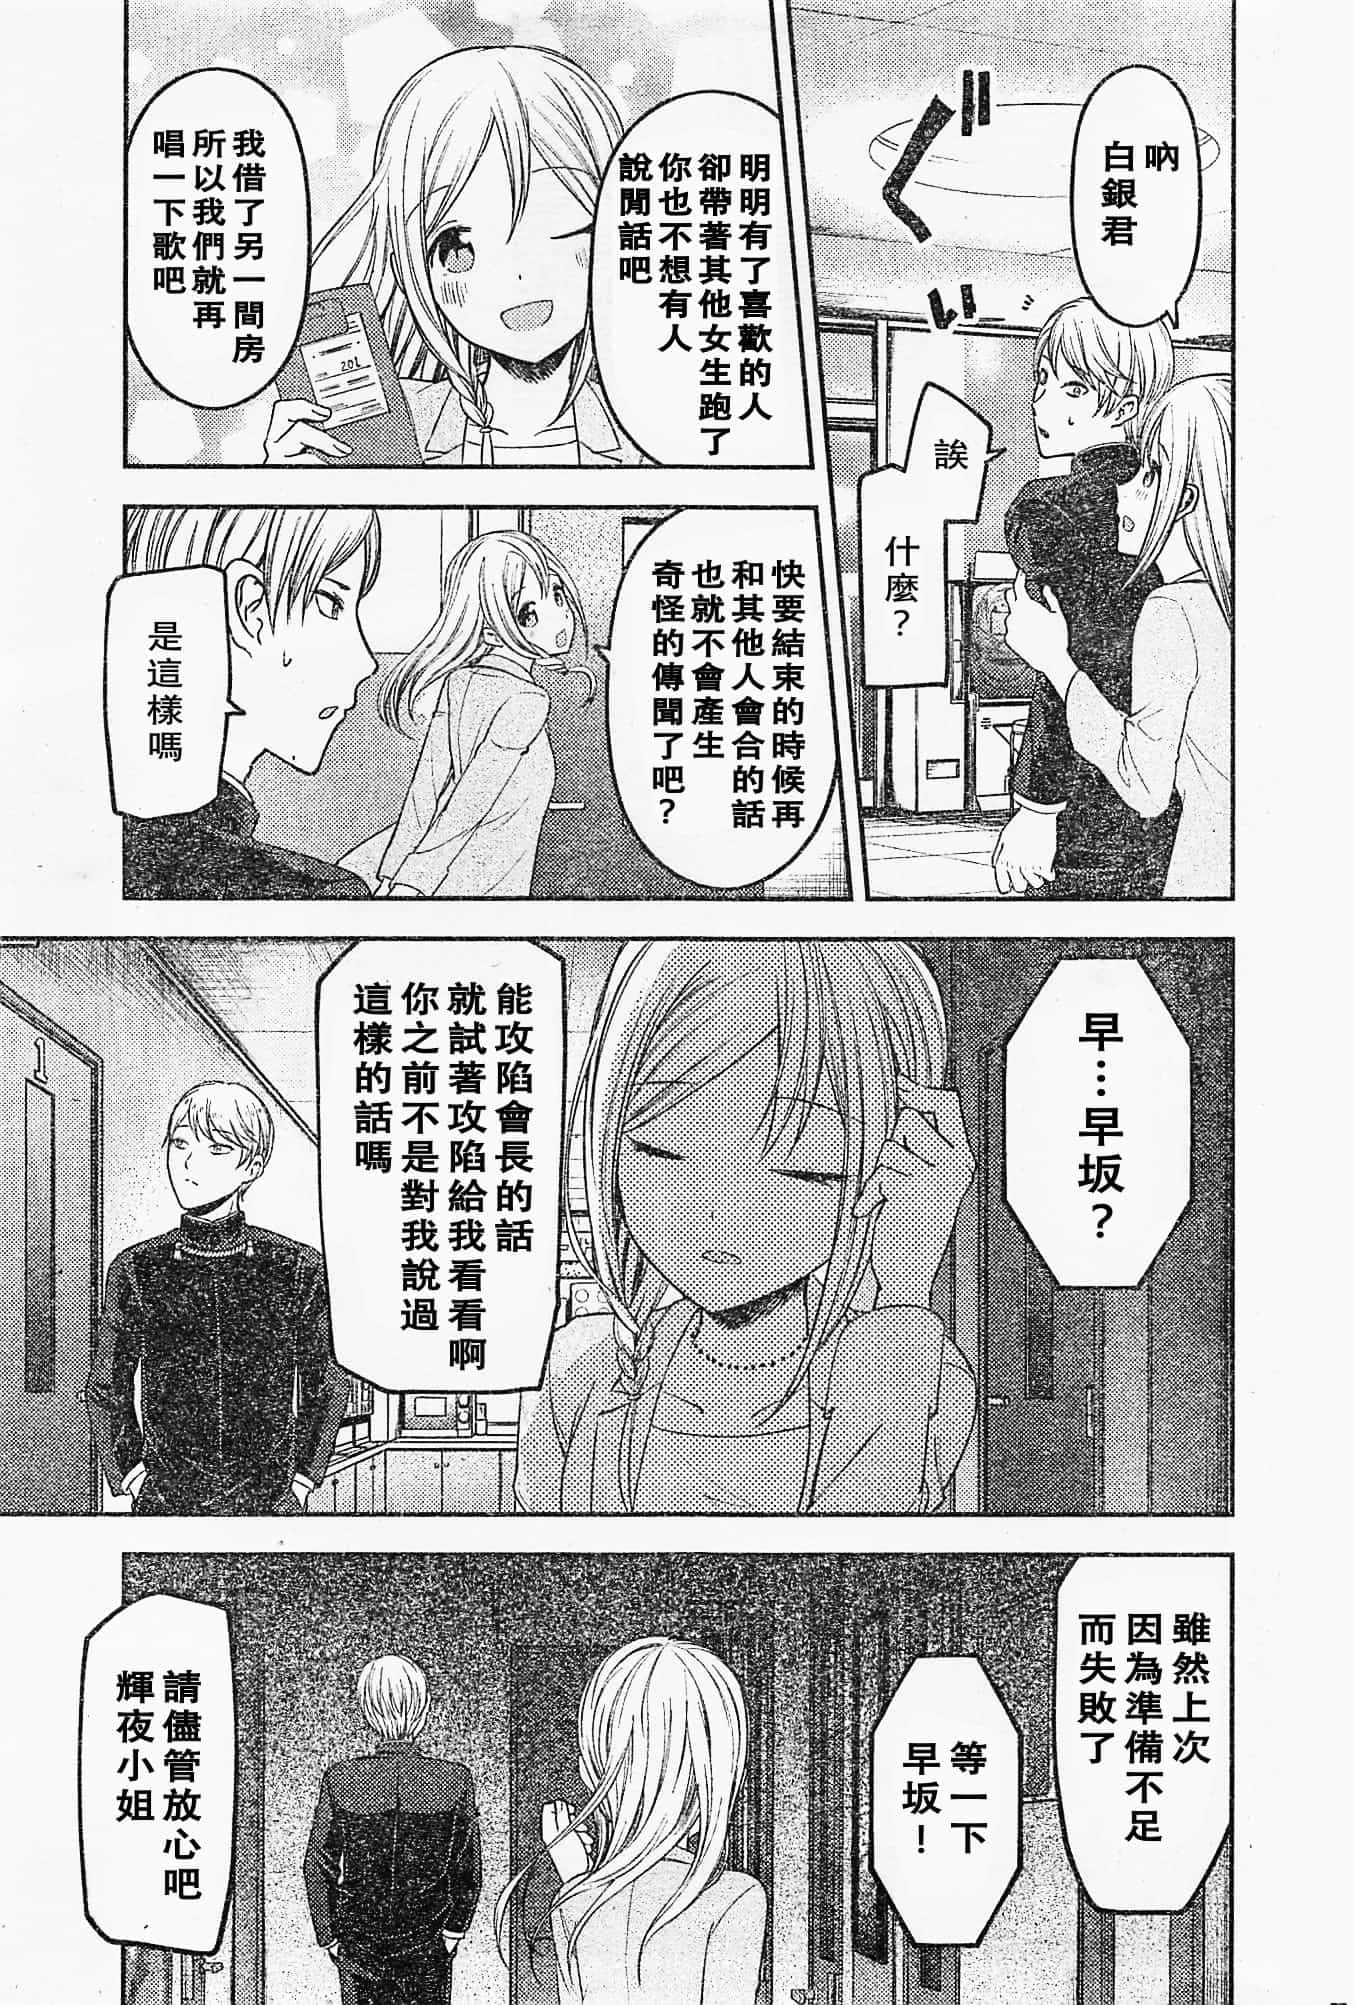 吶
白銀君
ぐい
誒
什麼？
明明有了喜歡的人
卻帶著其他女生跑了
你也不想有人
說閒話吧
我借了另一間房
所以我們就再
唱一下歌吧
201
快要結束的時候再
和其他人會合的話
也就不會產生
奇怪的傳聞了吧？
是這樣嗎
早…早坂？
能攻陷會長的話
就試著攻陷給我看看啊
你之前不是對我說過
這樣的話嗎
1
雖然上次
因為準備不足
而失敗了
等一下
早坂！
請儘管放心吧
輝夜小姐